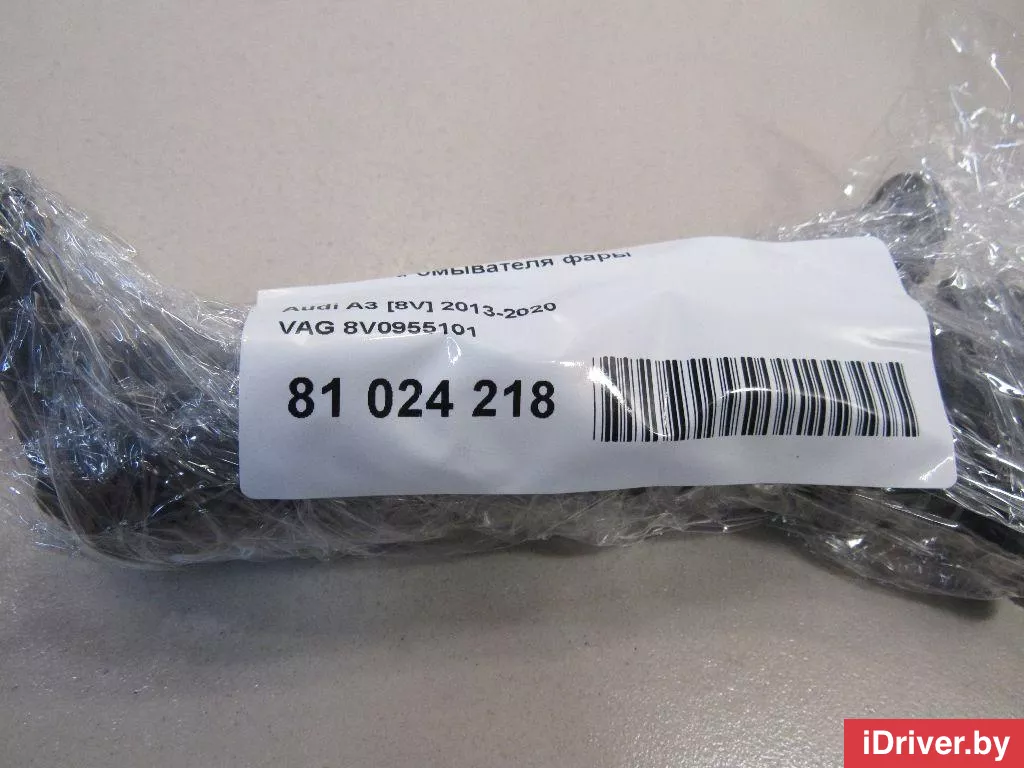 омывателя фары
Audi A3 [8V] 2013-2020
VAG 8V0955101
81 024 218
iDriver.by